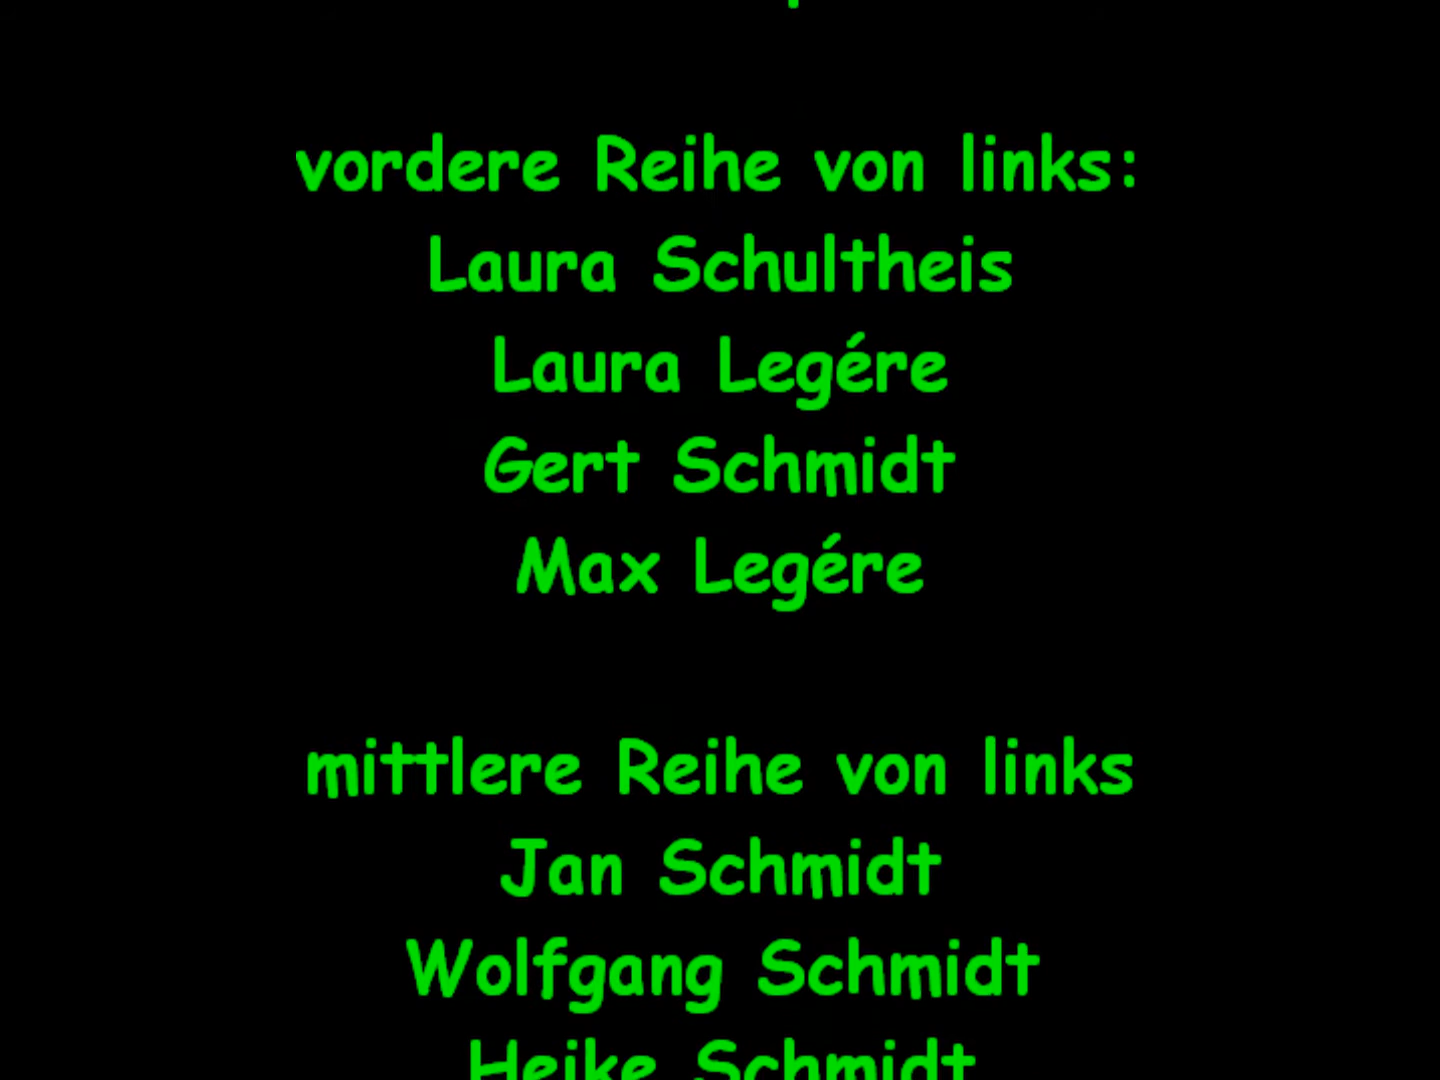 vordere Reihe von links:
Laura Schultheis
Laura Legére
Gert Schmidt
Max Legére
mittlere Reihe von links
Jan Schmidt
Wolfgang Schmidt
Heike Schmidt